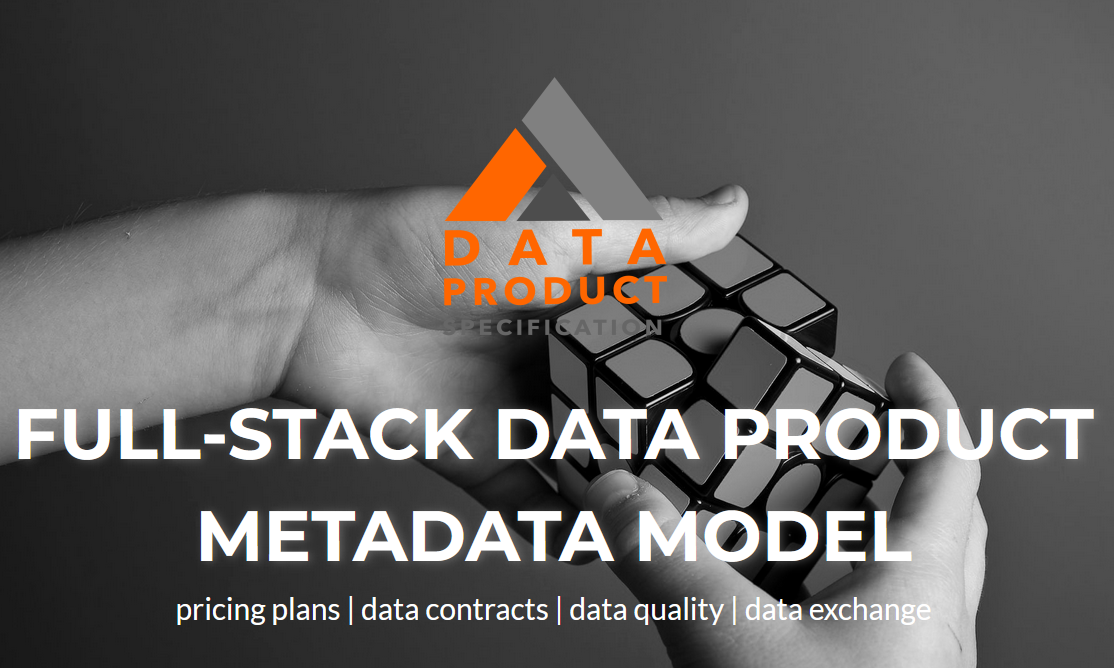 DATA
PRODUCT
SPECIFICATION
FULL-STACK DATA PRODUCT
METADATA MODEL
pricing plans | data contracts | data quality | data exchange